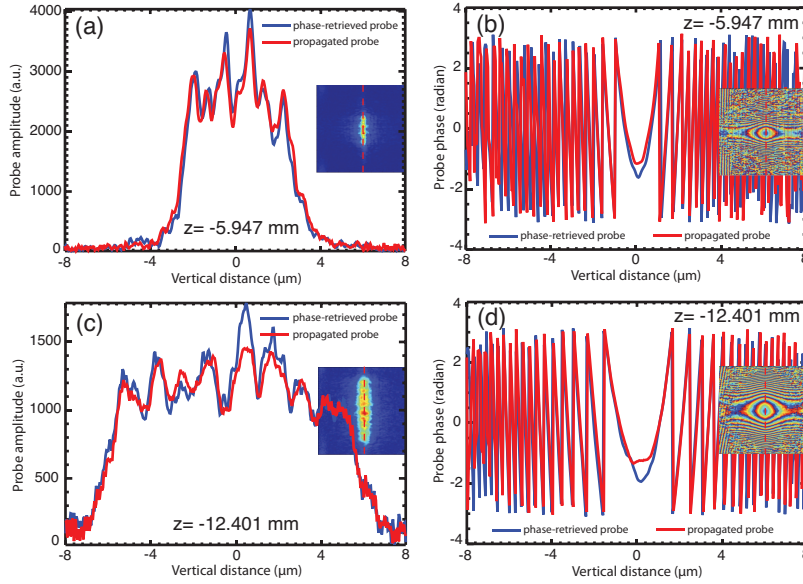 (a)
phase-retrieved probe
propagated probe
z= -5.947 mm
Probe amplitude (a.u.)
4000
3000
2000
1000
0
-8
-4
0
4
8
Vertical distance (μm)
(b)
z= -5.947 mm
Probe phase (radian)
4
2
0
-2
-4
phase-retrieved probe
propagated probe
-8
-4
0
4
8
Vertical distance (μm)
(c)
phase-retrieved probe
propagated probe
z= -12.401 mm
Probe amplitude (a.u.)
1500
1000
500
0
-8
-4
0
4
8
Vertical distance (μm)
(d)
z= -12.401 mm
Probe phase (radian)
4
2
0
-2
-4
phase-retrieved probe
propagated probe
-8
-4
0
4
8
Vertical distance (μm)